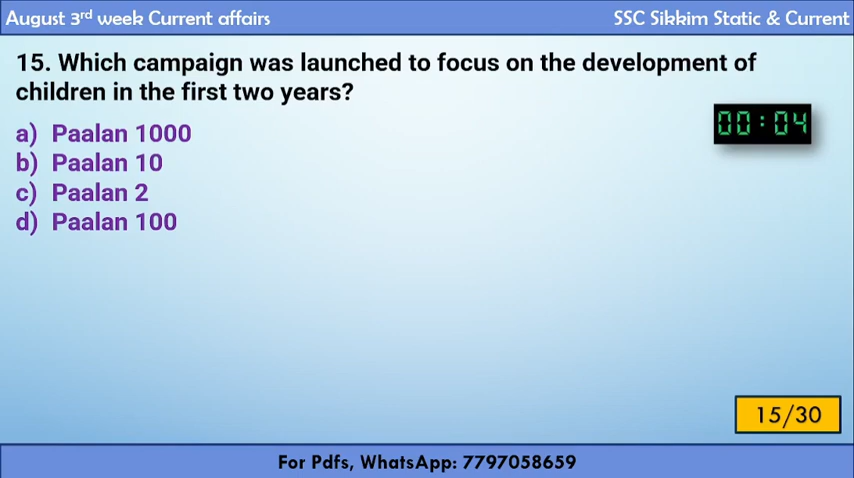 August 3rd week Current affairs
SSC Sikkim Static & Current
15. Which campaign was launched to focus on the development of
children in the first two years?
00:04
a) Paalan 1000
b) Paalan 10
c) Paalan 2
d) Paalan 100
15/30
For Pdfs, WhatsApp: 7797058659